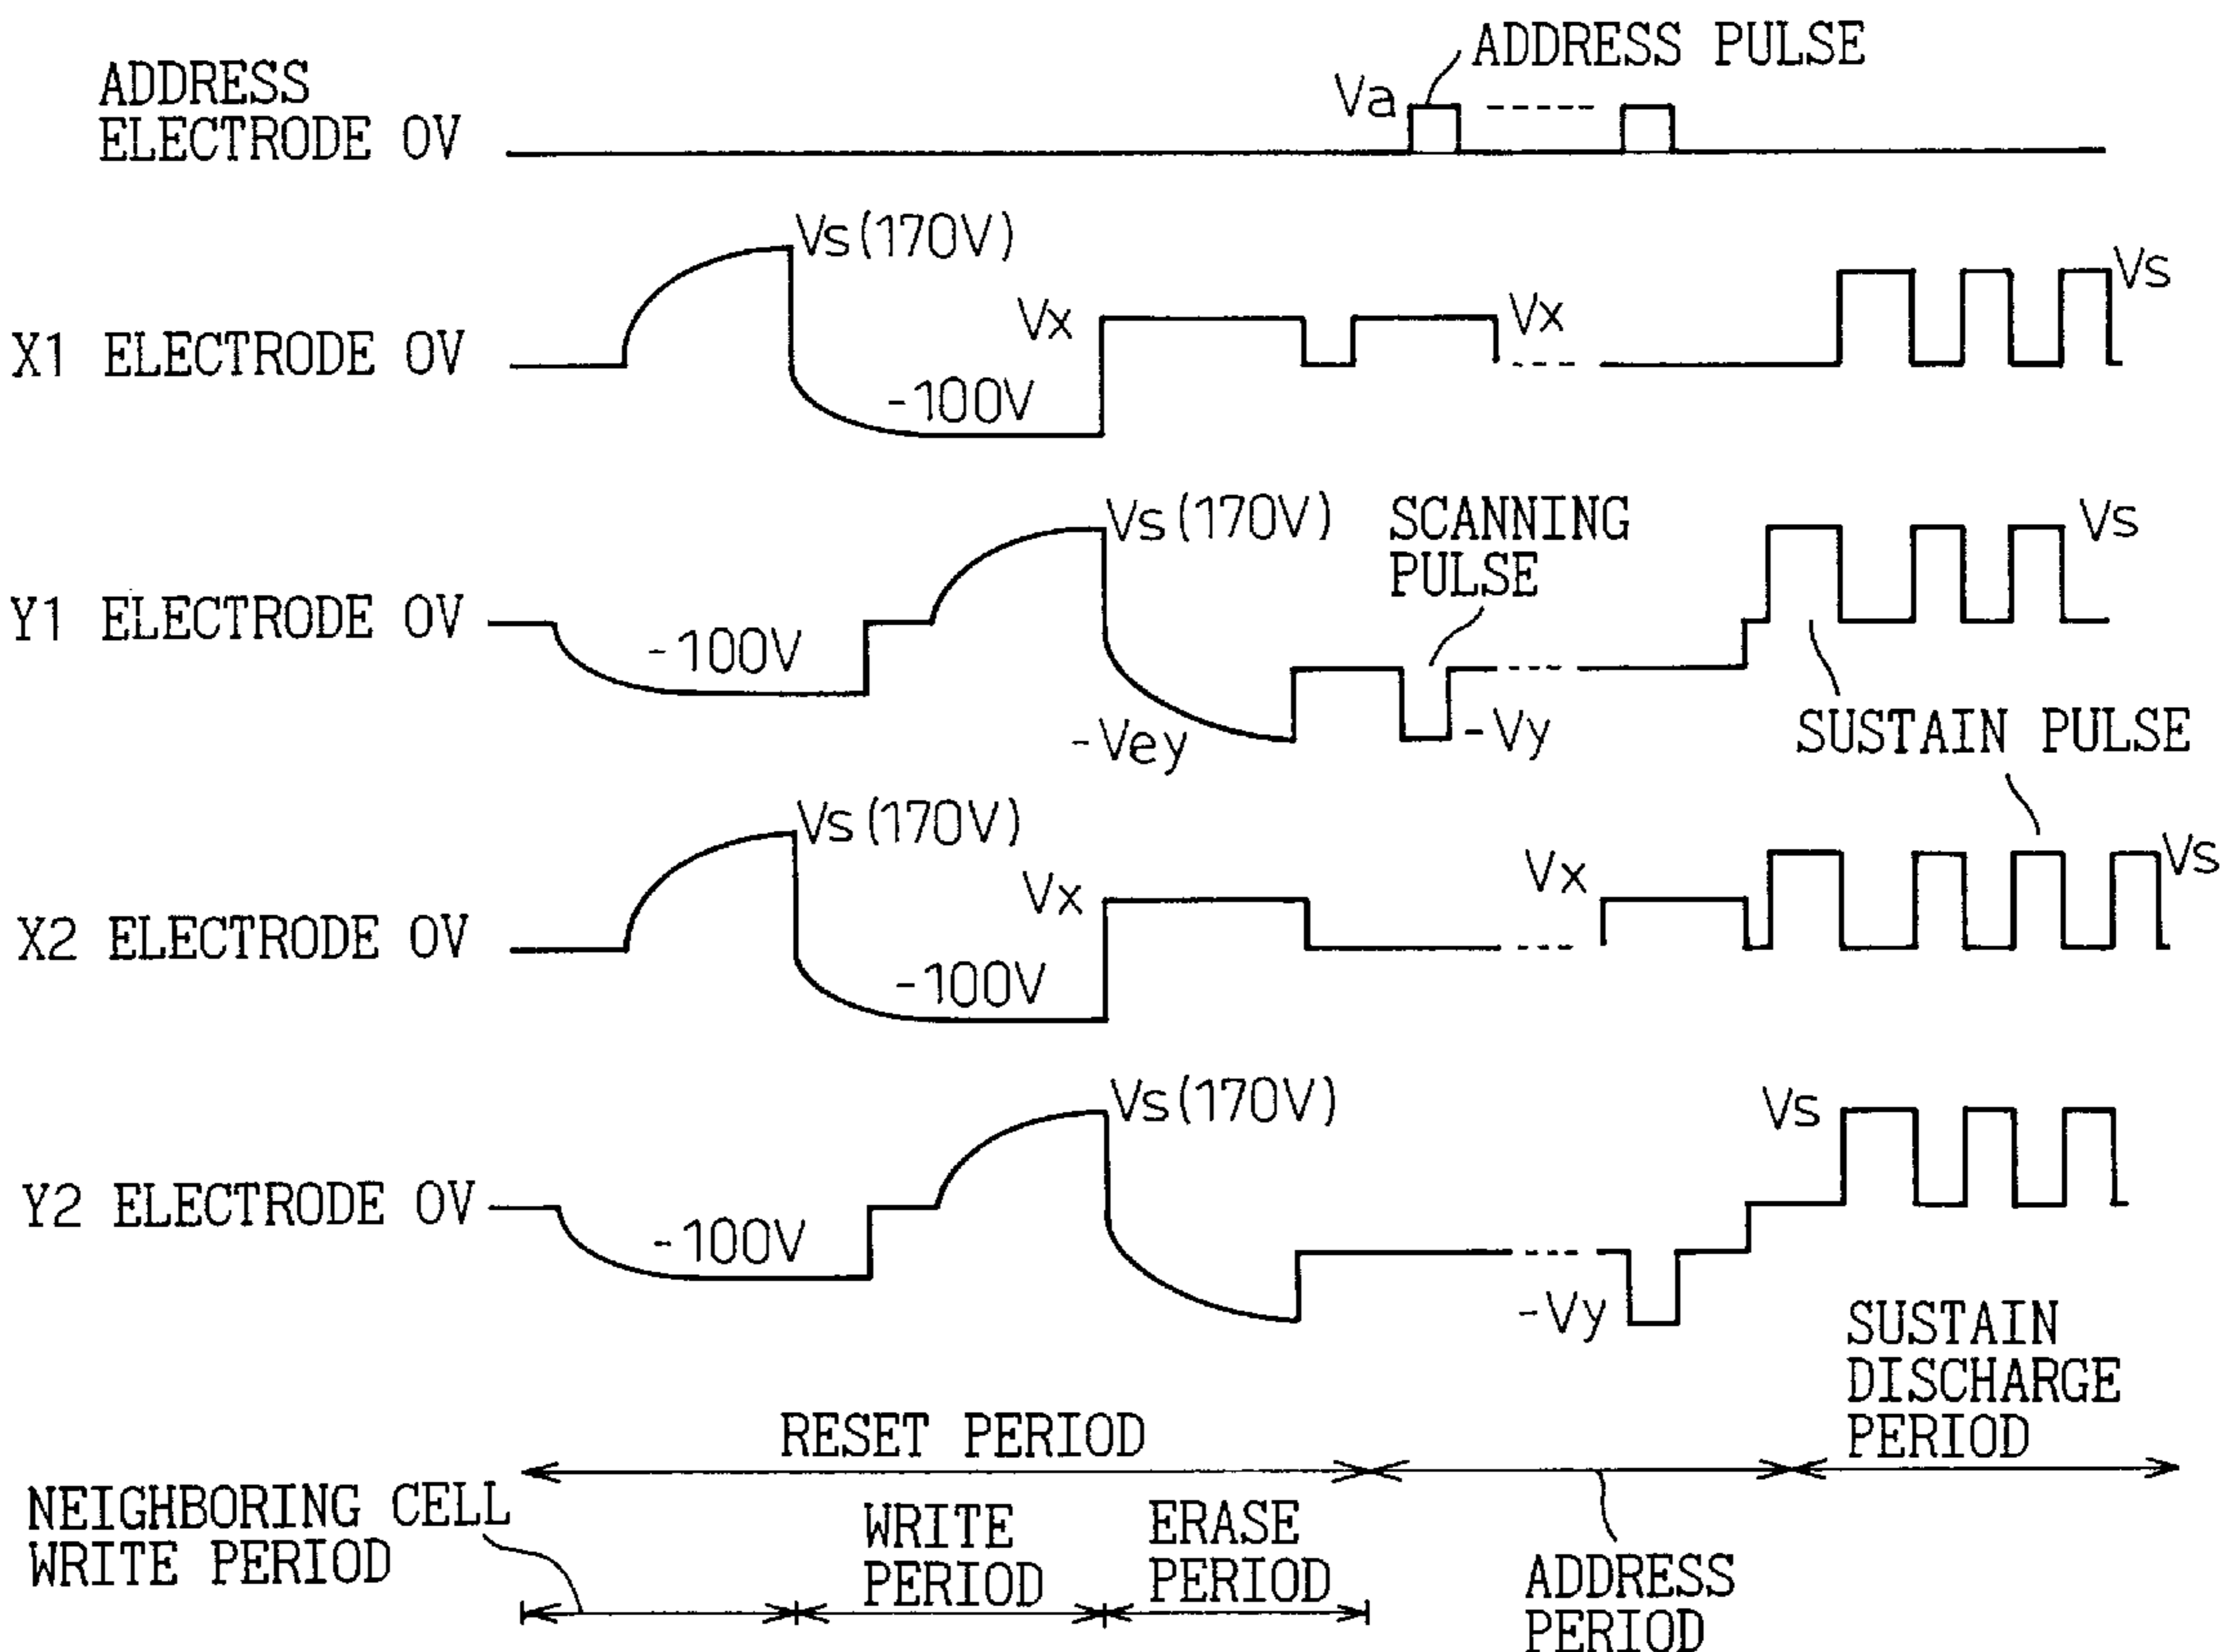 ADDRESS PULSE
ADDRESS
ELECTRODE 0V
Va
Vs(170V)
Vs
X1 ELECTRODE 0V
Vx
Vx
-100V
Vs(170V)
SCANNING
PULSE
Vs
Y1 ELECTRODE 0V
-100V
-Vey
-Vy
SUSTAIN PULSE
Vs(170V)
Vs
X2 ELECTRODE 0V
Vx
Vx
-100V
Vs(170V)
Vs
Y2 ELECTRODE 0V
-100V
-Vy
SUSTAIN
DISCHARGE
PERIOD
RESET PERIOD
NEIGHBORING CELL
WRITE PERIOD
WRITE
PERIOD
ERASE
PERIOD
ADDRESS
PERIOD